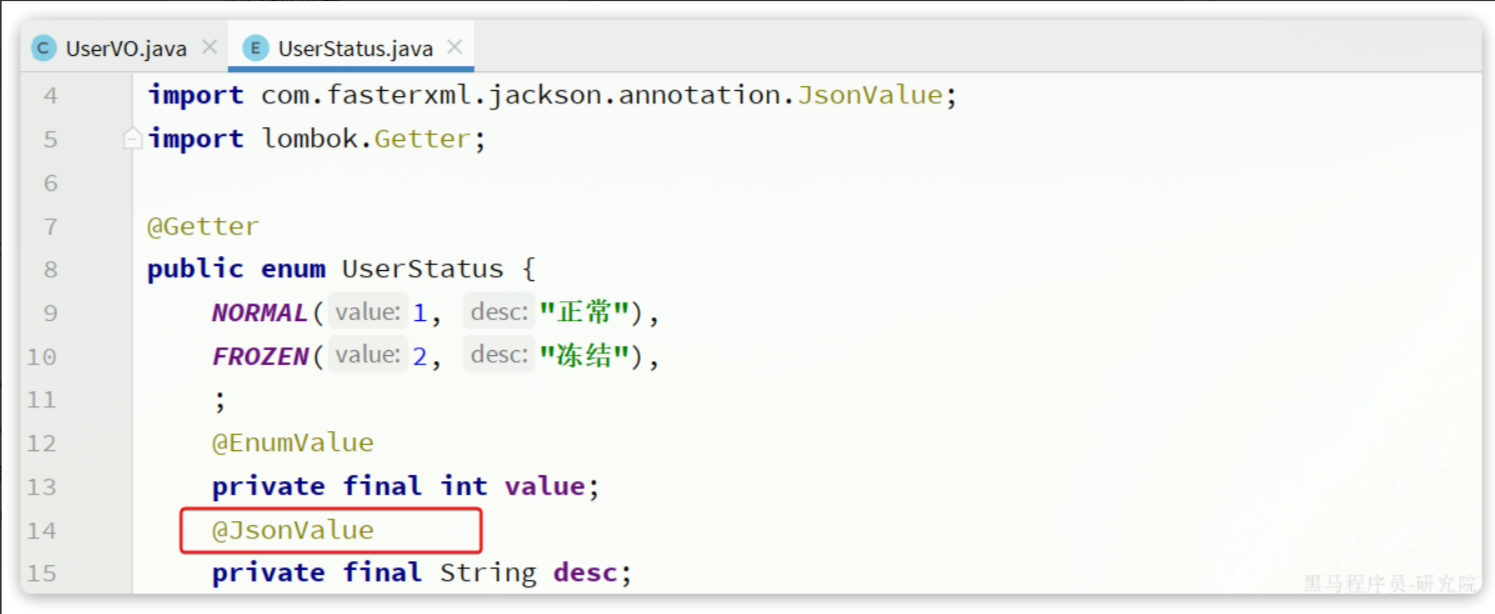 UserVO.java UserStatus.java
4 import com.fasterxml.jackson.annotation.JsonValue;
5 import lombok.Getter;
6
7 @Getter
8 public enum UserStatus {
9 NORMAL( value: 1, desc: "正常"),
10 FROZEN( value: 2, desc: "冻结"),
11 ;
12 @EnumValue
13 private final int value;
14 @JsonValue
15 private final String desc;
黑马程序员-研究院